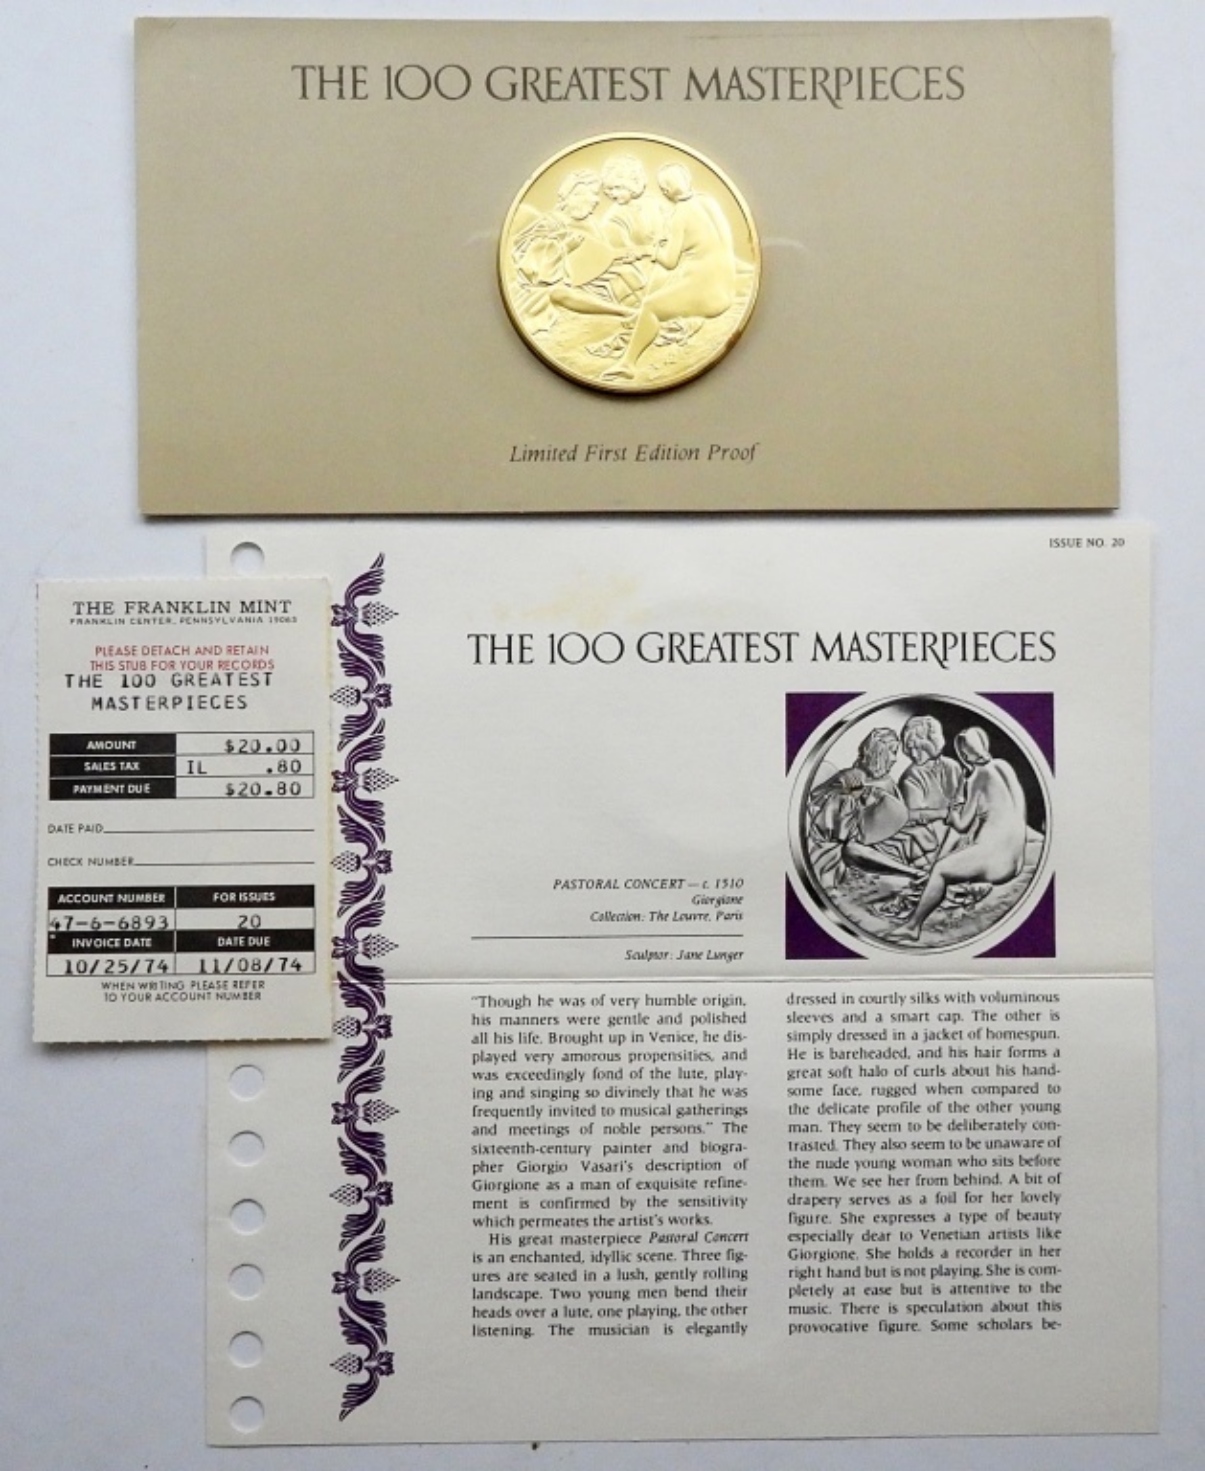 THE 100 GREATEST MASTERPIECES
Limited First Edition Proof
ISSUE NO. 20
THE FRANKLIN MINT
FRANKLIN CENTER, PENNSYLVANIA 19063
PLEASE DETACH AND RETAIN
THIS STUB FOR YOUR RECORDS
THE 100 GREATEST
MASTERPIECES
AMOUNT $20.00
SALES TAX IL .80
PAYMENT DUE $20.80
DATE PAID
CHECK NUMBER
ACCOUNT NUMBER FOR ISSUES
47-6-6893 20
INVOICE DATE DATE DUE
10/25/74 11/08/74
WHEN WRITING PLEASE REFER
TO YOUR ACCOUNT NUMBER
THE 100 GREATEST MASTERPIECES
PASTORAL CONCERT — c. 1510
Giorgione
Collection: The Louvre, Paris
Sculptor: Jane Lunger
"Though he was of very humble origin,
his manners were gentle and polished
all his life. Brought up in Venice, he dis-
played very amorous propensities, and
was exceedingly fond of the lute, play-
ing and singing so divinely that he was
frequently invited to musical gatherings
and meetings of noble persons." The
sixteenth-century painter and biogra-
pher Giorgio Vasari's description of
Giorgione as a man of exquisite refine-
ment is confirmed by the sensitivity
which permeates the artist's works.
His great masterpiece Pastoral Concert
is an enchanted, idyllic scene. Three fig-
ures are seated in a lush, gently rolling
landscape. Two young men bend their
heads over a lute, one playing, the other
listening. The musician is elegantly
dressed in courtly silks with voluminous
sleeves and a smart cap. The other is
simply dressed in a jacket of homespun.
He is bareheaded, and his hair forms a
great soft halo of curls about his hand-
some face, rugged when compared to
the delicate profile of the other young
man. They seem to be deliberately con-
trasted. They also seem to be unaware of
the nude young woman who sits before
them. We see her from behind. A bit of
drapery serves as a foil for her lovely
figure. She expresses a type of beauty
especially dear to Venetian artists like
Giorgione. She holds a recorder in her
right hand but is not playing. She is com-
pletely at ease but is attentive to the
music. There is speculation about this
provocative figure. Some scholars be-